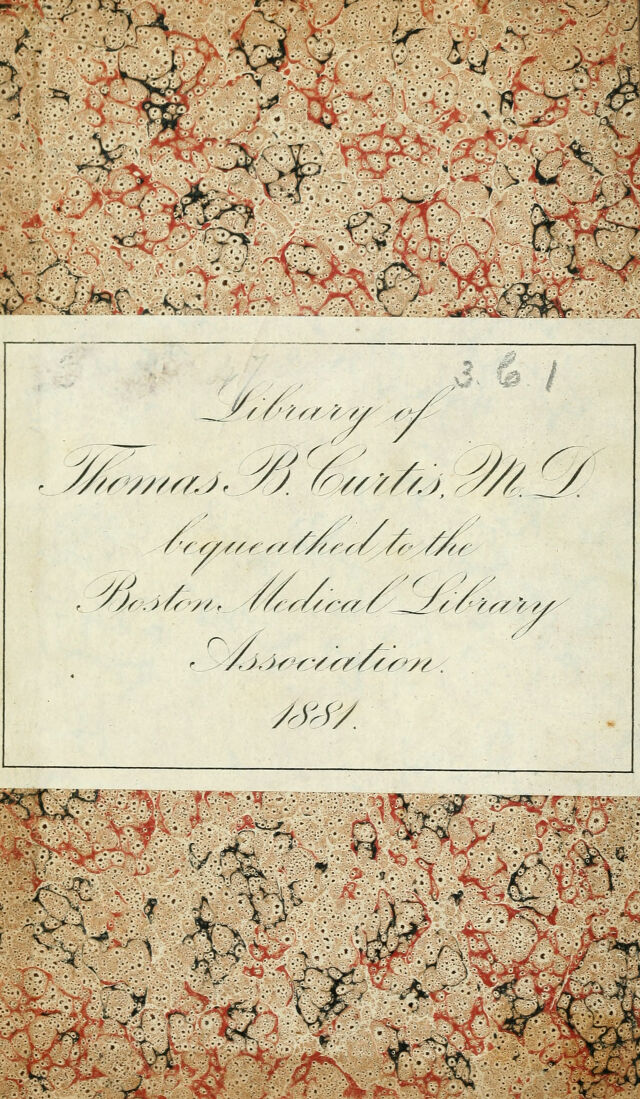 3. 6. 1
Library of
Thomas B. Curtis, M. D.
bequeathed to the
Boston Medical Library
Association.
1881.